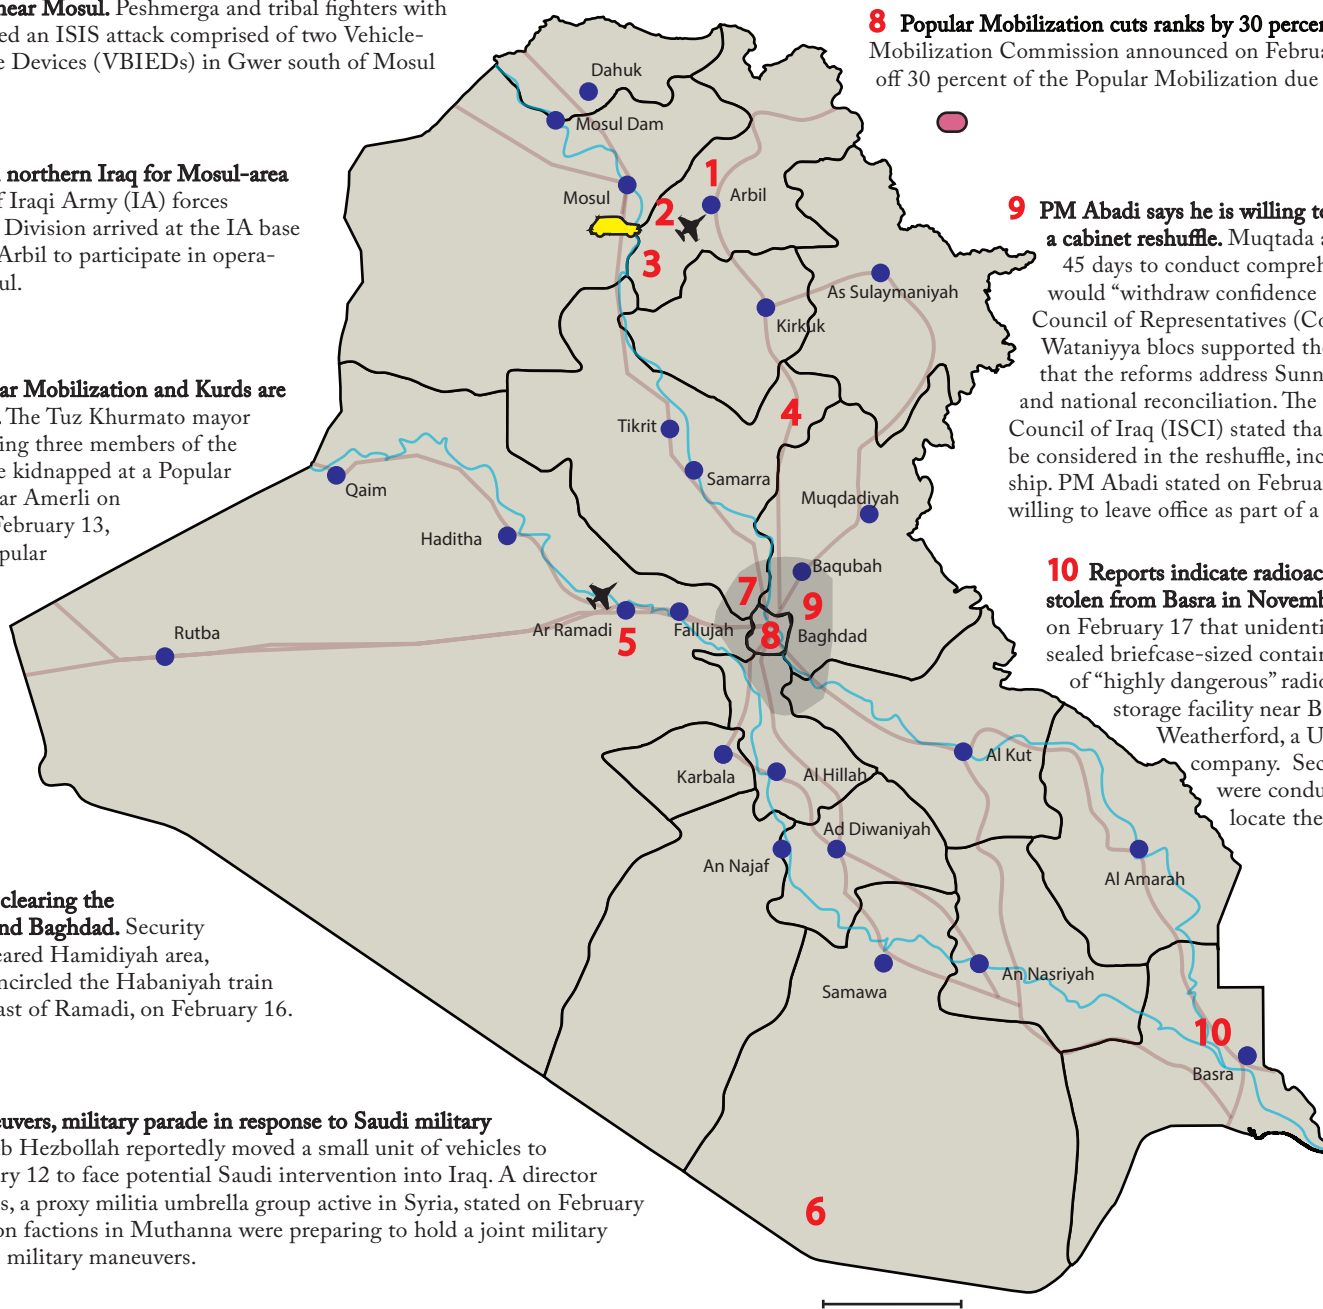 near Mosul. Peshmerga and tribal fighters with
ed an ISIS attack comprised of two Vehicle-
e Devices (VBIEDs) in Gwer south of Mosul
northern Iraq for Mosul-area
f Iraqi Army (IA) forces
Division arrived at the IA base
Arbil to participate in opera-
ul.
ar Mobilization and Kurds are
. The Tuz Khurmato mayor
ing three members of the
e kidnapped at a Popular
ar Amerli on
February 13,
pular
clearing the
nd Baghdad. Security
eared Hamidiyah area,
ncircled the Habaniyah train
ast of Ramadi, on February 16.
euvers, military parade in response to Saudi military
b Hezbollah reportedly moved a small unit of vehicles to
ry 12 to face potential Saudi intervention into Iraq. A director
s, a proxy militia umbrella group active in Syria, stated on February
on factions in Muthanna were preparing to hold a joint military
military maneuvers.
8 Popular Mobilization cuts ranks by 30 percen
Mobilization Commission announced on Februa
off 30 percent of the Popular Mobilization due
9 PM Abadi says he is willing to
a cabinet reshuffle. Muqtada a
45 days to conduct compreh
would “withdraw confidence
Council of Representatives (Co
Wataniyya blocs supported the
that the reforms address Sunn
and national reconciliation. The
Council of Iraq (ISCI) stated tha
be considered in the reshuffle, inc
ship. PM Abadi stated on Februa
willing to leave office as part of a
10 Reports indicate radioac
stolen from Basra in Novemb
on February 17 that unidenti
sealed briefcase-sized contain
of “highly dangerous” radio
storage facility near B
Weatherford, a U
company. Sec
were condu
locate the
Dahuk
Mosul Dam
Mosul
1
Arbil
2
3
As Sulaymaniyah
Kirkuk
4
Tikrit
Samarra
Muqdadiyah
Qaim
Haditha
Baqubah
7
9
Ar Ramadi
5
Fallujah
8
Baghdad
Rutba
Karbala
Al Hillah
Al Kut
Ad Diwaniyah
An Najaf
Al Amarah
Samawa
An Nasriyah
10
Basra
6